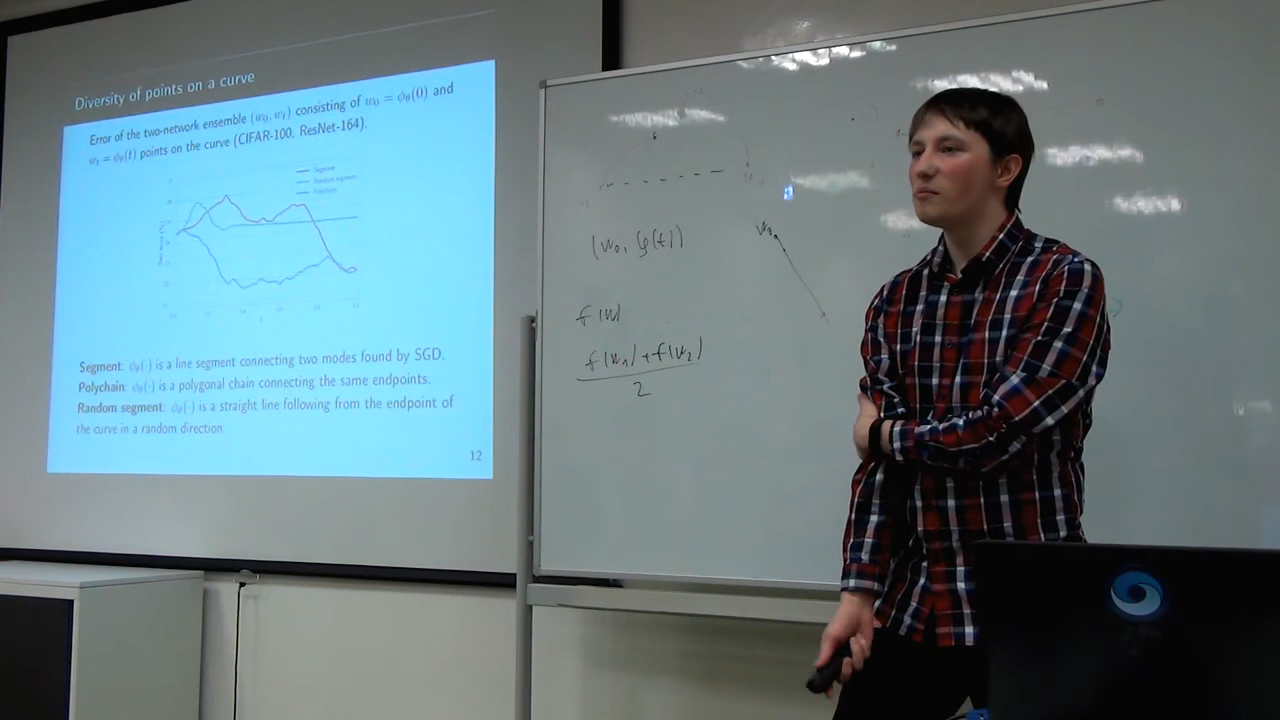 Diversity of points on a curve
Error of the two-network ensemble (w₀, wₜ) consisting of w₀ = ϕ_θ(0) and
wₜ = ϕ_θ(t) points on the curve (CIFAR-100, ResNet-164).
Segment
Random segment
Polychain
Segment: ϕ_θ(·) is a line segment connecting two modes found by SGD.
Polychain: ϕ_θ(·) is a polygonal chain connecting the same endpoints.
Random segment: ϕ_θ(·) is a straight line following from the endpoint of
the curve in a random direction.
12
(w₀, φ(t))
w₀
f(w)
f(w₁) + f(w₂)
2